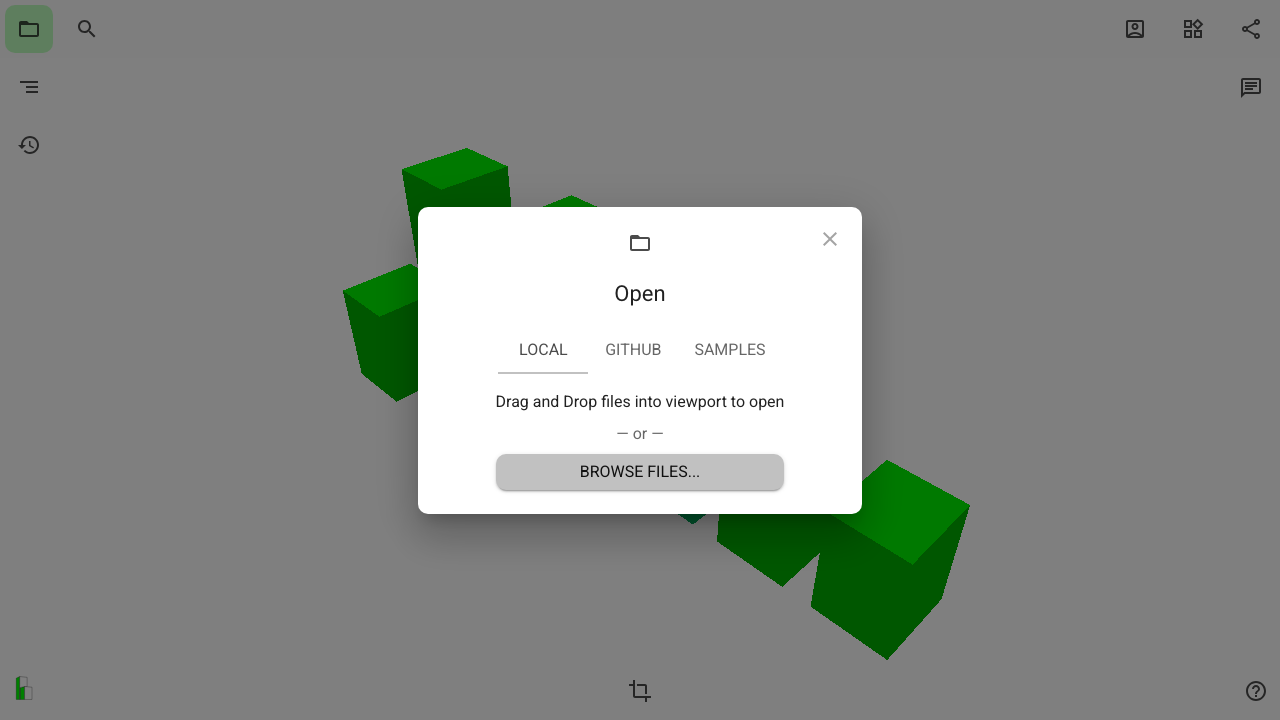 Open
LOCAL GITHUB SAMPLES
Drag and Drop files into viewport to open
— or —
BROWSE FILES...